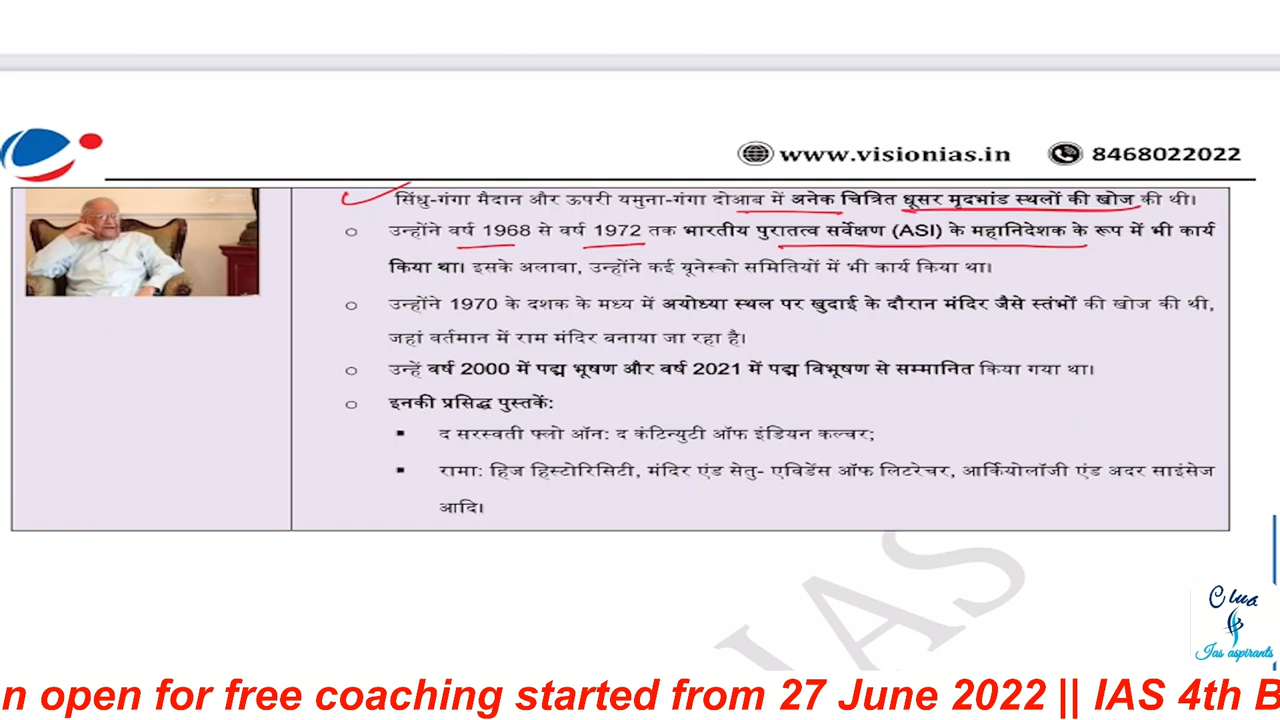 www.visionias.in 8468022022
सिंधु-गंगा मैदान और ऊपरी यमुना-गंगा दोआब में अनेक चित्रित धूसर मृदभांड स्थलों की खोज की थी।
उन्होंने वर्ष 1968 से वर्ष 1972 तक भारतीय पुरातत्व सर्वेक्षण (ASI) के महानिदेशक के रूप में भी कार्य
किया था। इसके अलावा, उन्होंने कई यूनेस्को समितियों में भी कार्य किया था।
उन्होंने 1970 के दशक के मध्य में अयोध्या स्थल पर खुदाई के दौरान मंदिर जैसे स्तंभों की खोज की थी,
जहां वर्तमान में राम मंदिर बनाया जा रहा है।
उन्हें वर्ष 2000 में पद्म भूषण और वर्ष 2021 में पद्म विभूषण से सम्मानित किया गया था।
इनकी प्रसिद्ध पुस्तकें:
द सरस्वती फ्लो ऑन: द कंटिन्युटी ऑफ इंडियन कल्चर;
रामा: हिज हिस्टोरिसिटी, मंदिर एंड सेतु- एविडेंस ऑफ लिटरेचर, आर्कियोलॉजी एंड अदर साइंसेज
आदि।
IAS
Ias aspirants
n open for free coaching started from 27 June 2022 || IAS 4th B